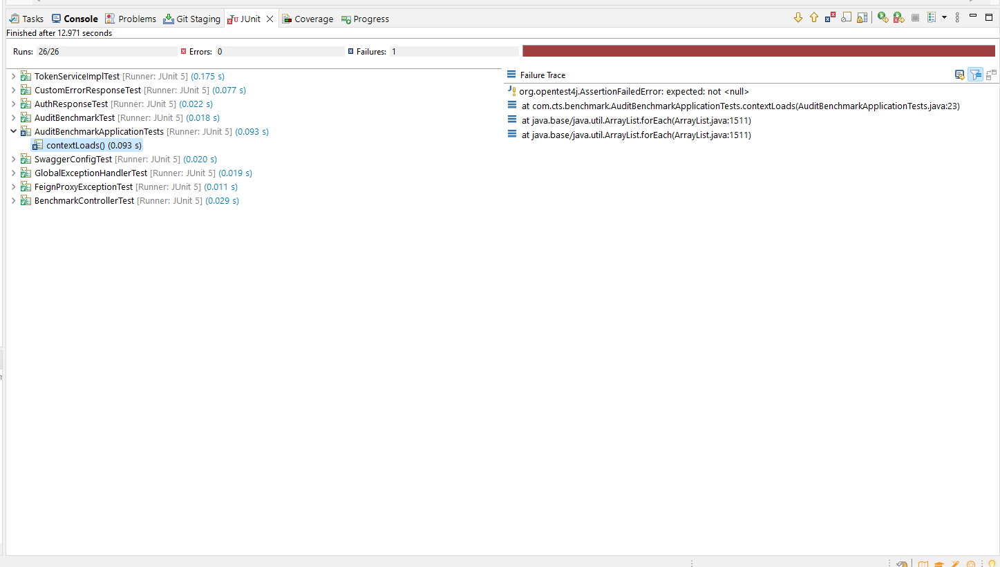 Tasks Console Problems Git Staging JUnit Coverage Progress
Finished after 12.971 seconds
Runs: 26/26 Errors: 0 Failures: 1
TokenServiceImplTest [Runner: JUnit 5] (0.175 s)
CustomErrorResponseTest [Runner: JUnit 5] (0.077 s)
AuthResponseTest [Runner: JUnit 5] (0.022 s)
AuditBenchmarkTest [Runner: JUnit 5] (0.018 s)
AuditBenchmarkApplicationTests [Runner: JUnit 5] (0.093 s)
contextLoads() (0.093 s)
SwaggerConfigTest [Runner: JUnit 5] (0.020 s)
GlobalExceptionHandlerTest [Runner: JUnit 5] (0.019 s)
FeignProxyExceptionTest [Runner: JUnit 5] (0.011 s)
BenchmarkControllerTest [Runner: JUnit 5] (0.029 s)
Failure Trace
org.opentest4j.AssertionFailedError: expected: not <null>
at com.cts.benchmark.AuditBenchmarkApplicationTests.contextLoads(AuditBenchmarkApplicationTests.java:23)
at java.base/java.util.ArrayList.forEach(ArrayList.java:1511)
at java.base/java.util.ArrayList.forEach(ArrayList.java:1511)